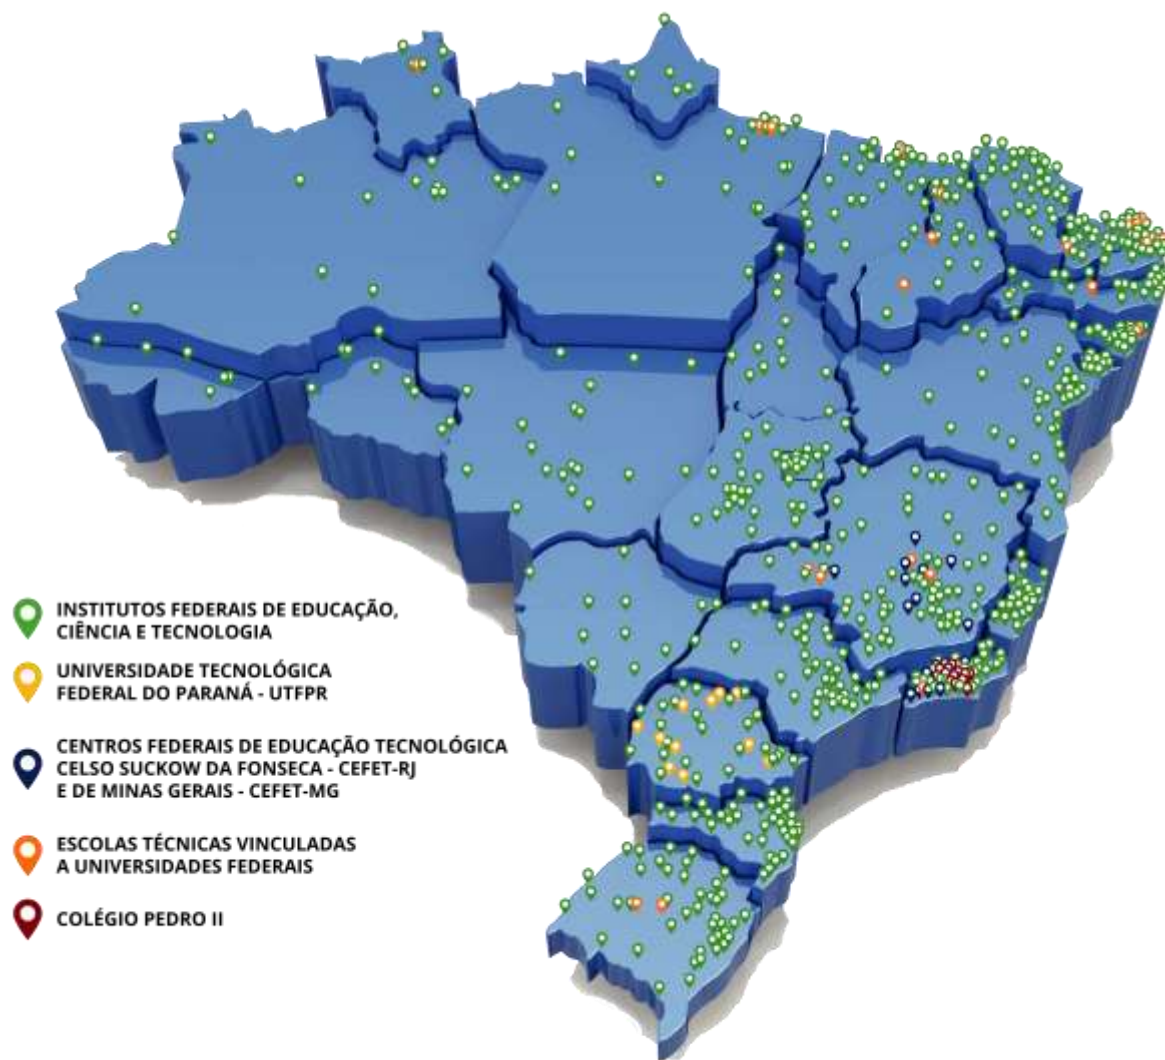 INSTITUTOS FEDERAIS DE EDUCAÇÃO,
CIÊNCIA E TECNOLOGIA
UNIVERSIDADE TECNOLÓGICA
FEDERAL DO PARANÁ - UTFPR
CENTROS FEDERAIS DE EDUCAÇÃO TECNOLÓGICA
CELSO SUCKOW DA FONSECA - CEFET-RJ
E DE MINAS GERAIS - CEFET-MG
ESCOLAS TÉCNICAS VINCULADAS
A UNIVERSIDADES FEDERAIS
COLÉGIO PEDRO II